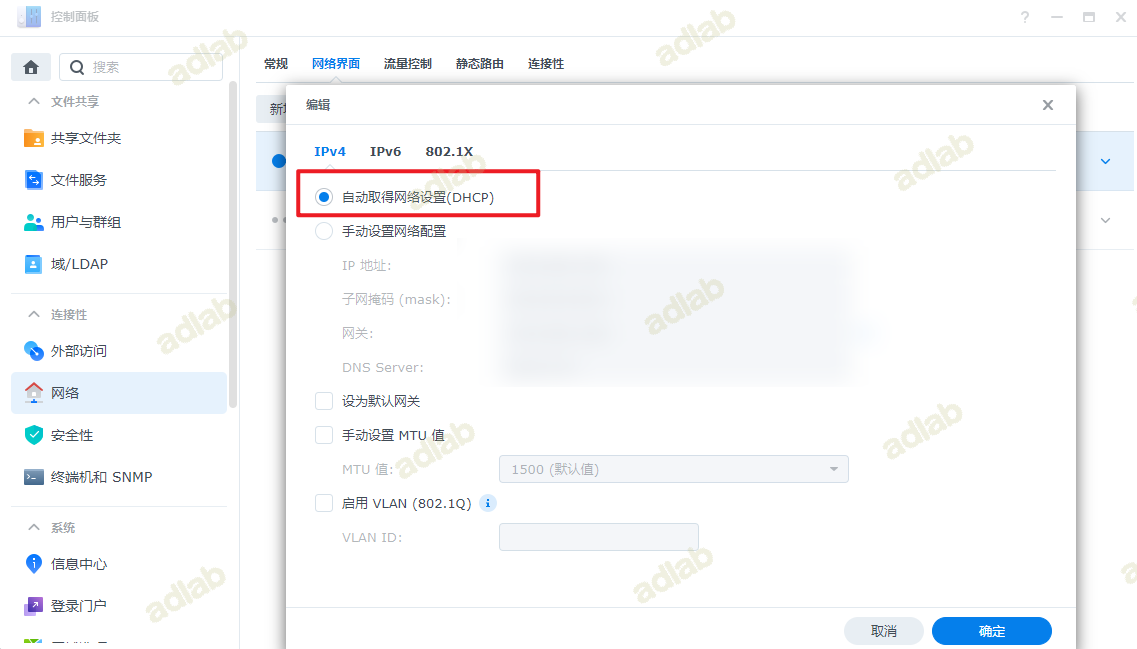 控制面板
搜索
常规 网络界面 流量控制 静态路由 连接性
文件共享
共享文件夹
文件服务
用户与群组
域/LDAP
连接性
外部访问
网络
安全性
终端机和 SNMP
系统
信息中心
登录门户
编辑
IPv4 IPv6 802.1X
自动取得网络设置(DHCP)
手动设置网络配置
IP 地址:
子网掩码 (mask):
网关:
DNS Server:
设为默认网关
手动设置 MTU 值
MTU 值: 1500 (默认值)
启用 VLAN (802.1Q)
VLAN ID:
取消 确定
adlab
adlab
adlab
adlab
adlab
adlab
adlab
adlab
adlab
adlab